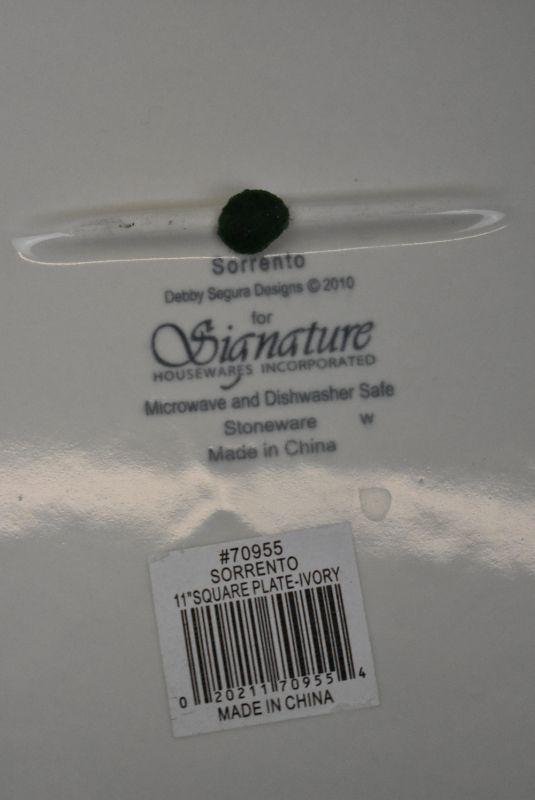 Sorrento
Debby Segura Designs © 2010
for
Signature
HOUSEWARES INCORPORATED
Microwave and Dishwasher Safe
Stoneware w
Made in China
#70955
SORRENTO
11"SQUARE PLATE-IVORY
0 20211 70955 4
MADE IN CHINA